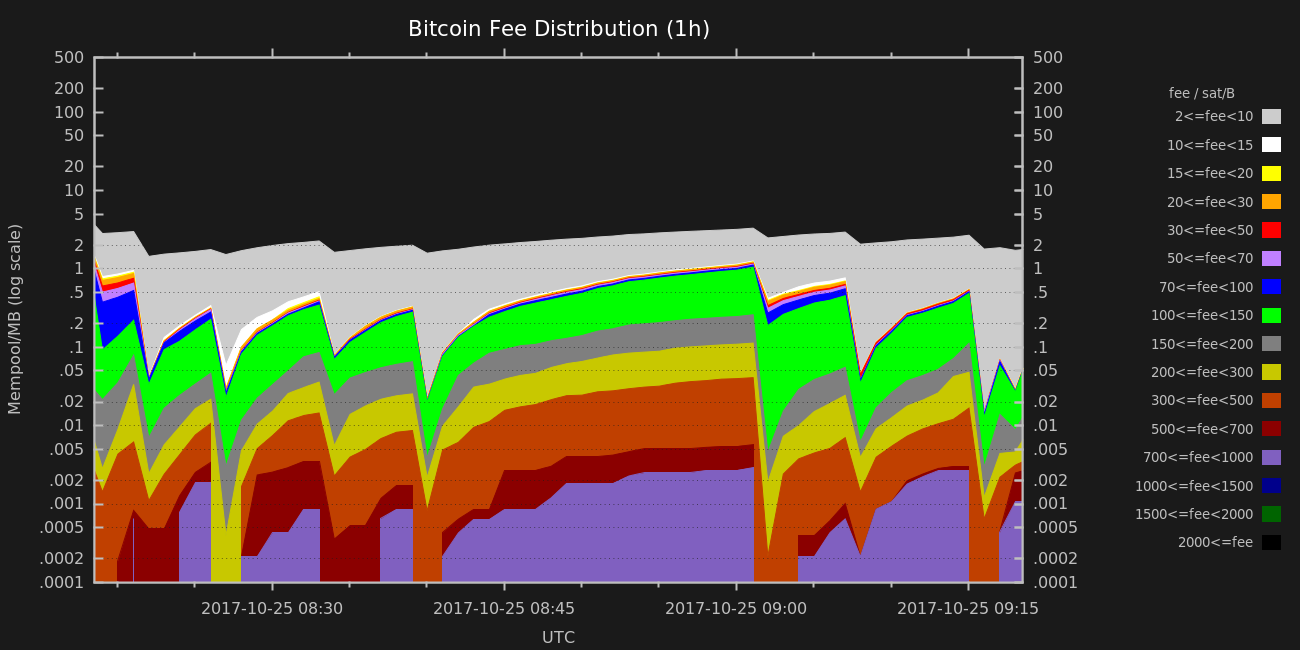 Bitcoin Fee Distribution (1h)
500
200
100
50
20
10
5
2
1
.5
.2
.1
.05
.02
.01
.005
.002
.001
.0005
.0002
.0001
Mempool/MB (log scale)
500
200
100
50
20
10
5
2
1
.5
.2
.1
.05
.02
.01
.005
.002
.001
.0005
.0002
.0001
2017-10-25 08:30
2017-10-25 08:45
2017-10-25 09:00
2017-10-25 09:15
UTC
fee / sat/B
2<=fee<10
10<=fee<15
15<=fee<20
20<=fee<30
30<=fee<50
50<=fee<70
70<=fee<100
100<=fee<150
150<=fee<200
200<=fee<300
300<=fee<500
500<=fee<700
700<=fee<1000
1000<=fee<1500
1500<=fee<2000
2000<=fee